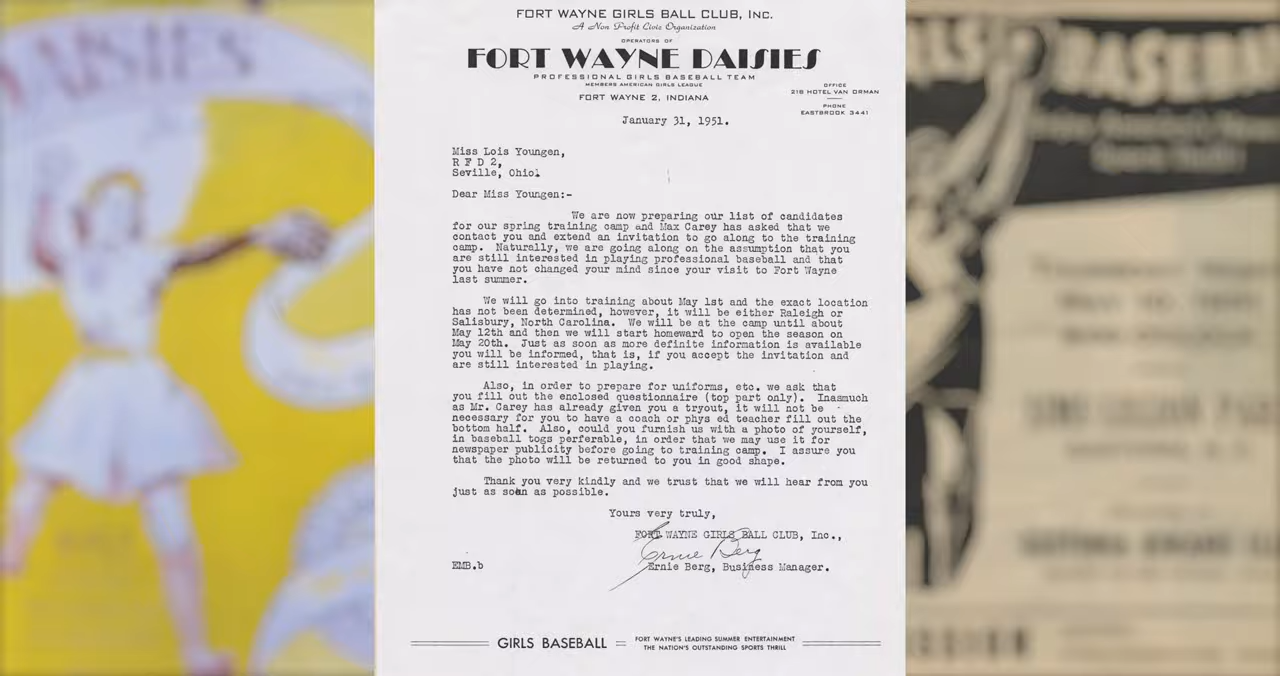 FORT WAYNE GIRLS BALL CLUB, INC.
A Non Profit Civic Organization
OPERATORS OF
FORT WAYNE DAISIES
PROFESSIONAL GIRLS BASEBALL TEAM
MEMBERS AMERICAN GIRLS LEAGUE
FORT WAYNE 2, INDIANA
OFFICE
218 HOTEL VAN ORMAN
PHONE
EASTBROOK 3441
January 31, 1951.
Miss Lois Youngen,
R F D 2,
Seville, Ohio.
Dear Miss Youngen:-
We are now preparing our list of candidates
for our spring training camp and Max Carey has asked that we
contact you and extend an invitation to go along to the training
camp. Naturally, we are going along on the assumption that you
are still interested in playing professional baseball and that
you have not changed your mind since your visit to Fort Wayne
last summer.
We will go into training about May 1st and the exact location
has not been determined, however, it will be either Raleigh or
Salisbury, North Carolina. We will be at the camp until about
May 12th and then we will start homeward to open the season on
May 20th. Just as soon as more definite information is available
you will be informed, that is, if you accept the invitation and
are still interested in playing.
Also, in order to prepare for uniforms, etc. we ask that
you fill out the enclosed questionnaire (top part only). Inasmuch
as Mr. Carey has already given you a tryout, it will not be
necessary for you to have a coach or phys ed teacher fill out the
bottom half. Also, could you furnish us with a photo of yourself,
in baseball togs perferable, in order that we may use it for
newspaper publicity before going to training camp. I assure you
that the photo will be returned to you in good shape.
Thank you very kindly and we trust that we will hear from you
just as soon as possible.
Yours very truly,
FORT WAYNE GIRLS BALL CLUB, Inc.,
Ernie Berg
EMB.b
Ernie Berg, Business Manager.
GIRLS BASEBALL
FORT WAYNE'S LEADING SUMMER ENTERTAINMENT
THE NATION'S OUTSTANDING SPORTS THRILL
BASEBALL